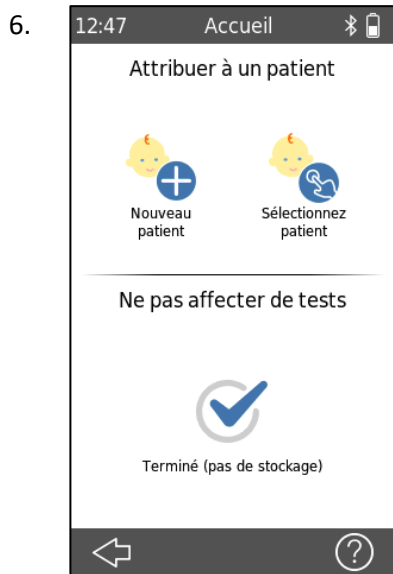 6.
12:47 Accueil
Attribuer à un patient
Nouveau
patient
Sélectionnez
patient
Ne pas affecter de tests
Terminé (pas de stockage)
?